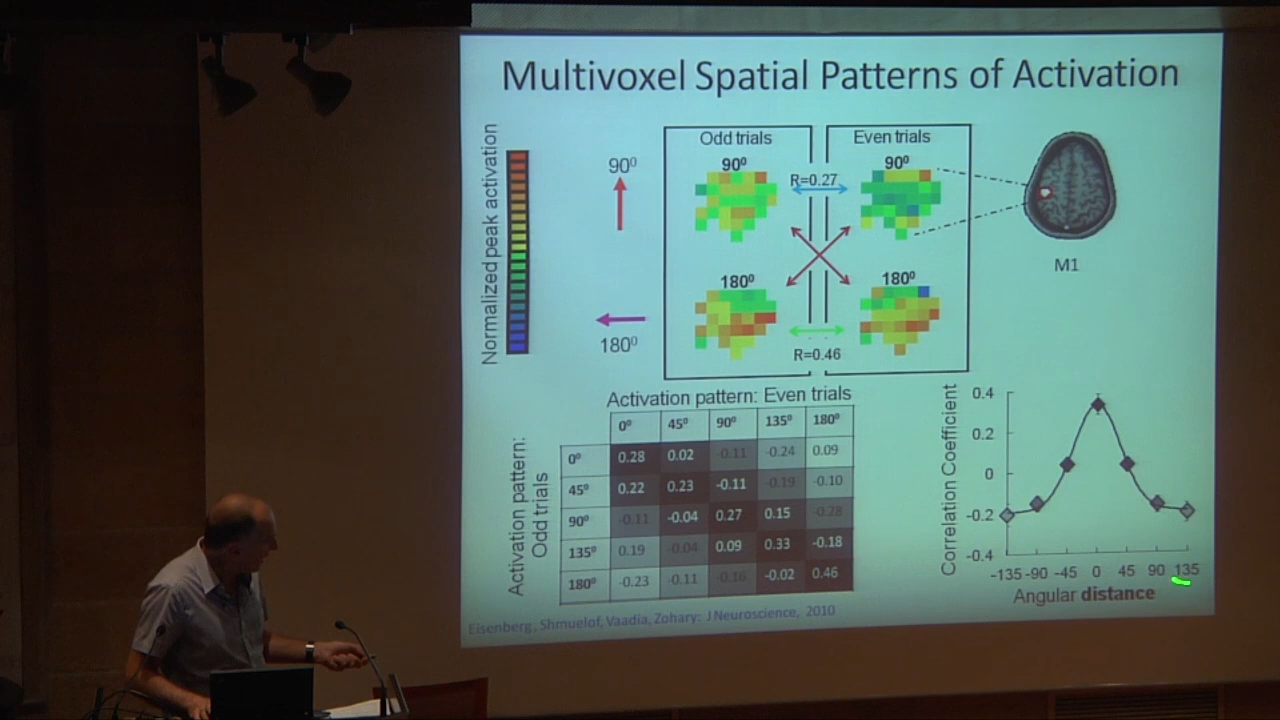 Multivoxel Spatial Patterns of Activation
Normalized peak activation
90⁰
180⁰
Odd trials
Even trials
90⁰
90⁰
R=0.27
180⁰
180⁰
R=0.46
M1
Activation pattern: Even trials
Activation pattern:
Odd trials
0⁰ 45⁰ 90⁰ 135⁰ 180⁰
0⁰ 0.28 0.02 -0.11 -0.24 0.09
45⁰ 0.22 0.23 -0.11 -0.19 -0.10
90⁰ -0.11 -0.04 0.27 0.15 -0.28
135⁰ 0.19 -0.04 0.09 0.33 -0.18
180⁰ -0.23 -0.11 -0.16 -0.02 0.46
Correlation Coefficient
0.4
0.2
0
-0.2
-0.4
-135 -90 -45 0 45 90 135
Angular distance
Eisenberg, Shmuelof, Vaadia, Zohary: J Neuroscience, 2010